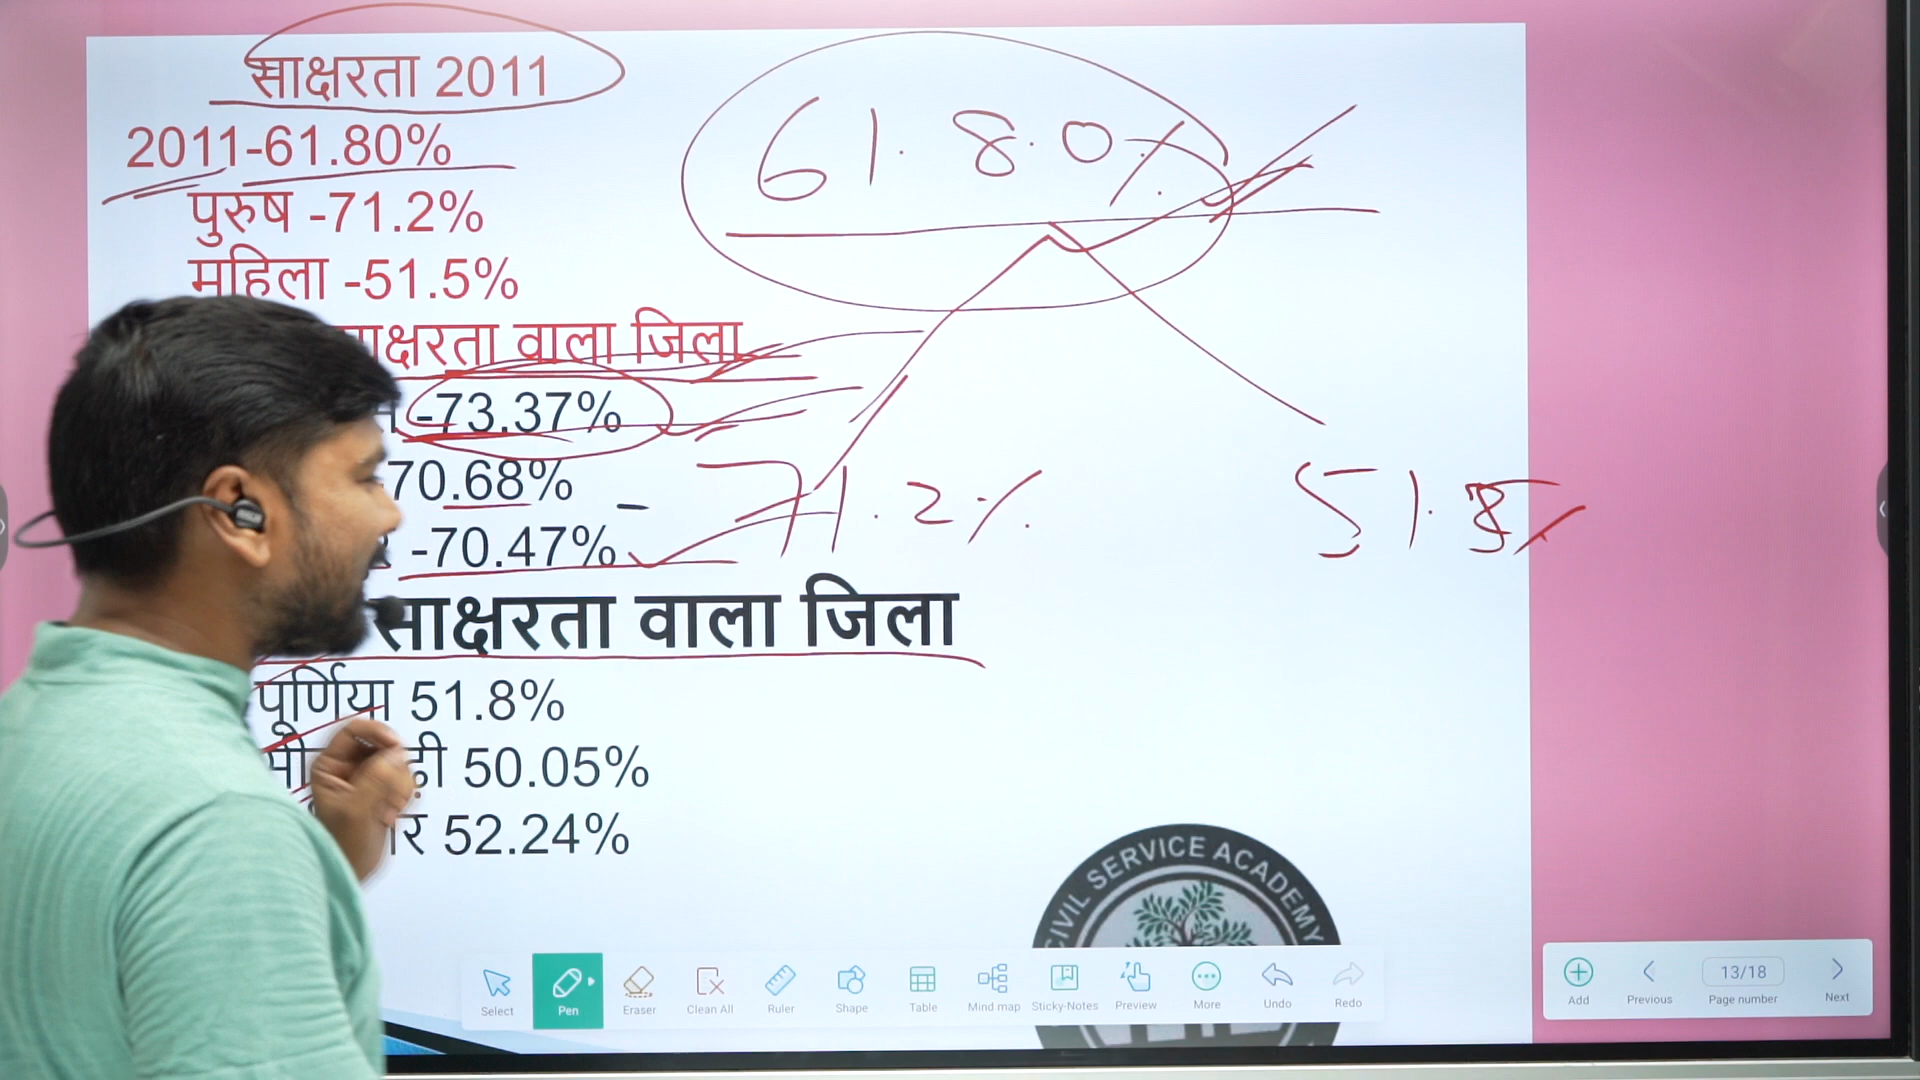 साक्षरता 2011
2011-61.80%
पुरुष -71.2%
महिला -51.5%
साक्षरता वाला जिला
-73.37%
-70.68%
-70.47%
साक्षरता वाला जिला
पूर्णिया 51.8%
50.05%
52.24%
61.8.0%
71.2%
51.
CIVIL SERVICE ACADEMY
Select
Pen
Eraser
Clean All
Ruler
Shape
Table
Mind map
Sticky-Notes
Preview
More
Undo
Redo
Add
Previous
13/18
Page number
Next